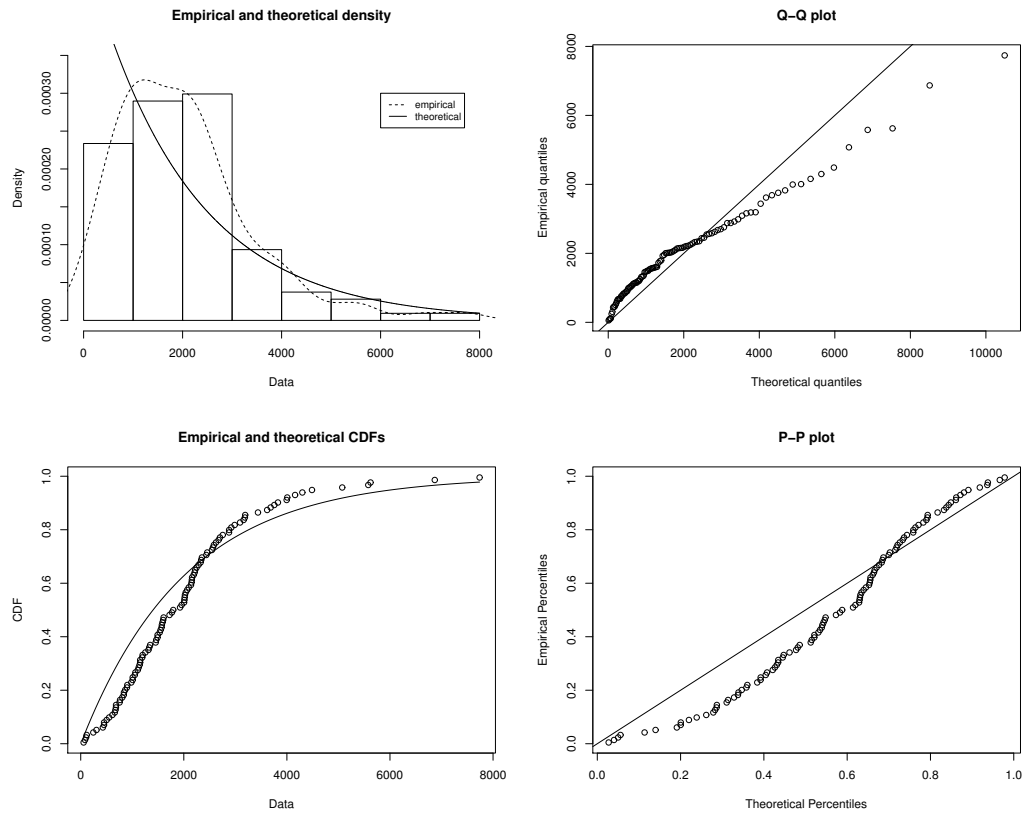 Empirical and theoretical density
Density
0.00000
0.00010
0.00020
0.00030
empirical
theoretical
0 2000 4000 6000 8000
Data
Q−Q plot
Empirical quantiles
0
2000
4000
6000
8000
0 2000 4000 6000 8000 10000
Theoretical quantiles
Empirical and theoretical CDFs
CDF
0.0
0.2
0.4
0.6
0.8
1.0
0 2000 4000 6000 8000
Data
P−P plot
Empirical Percentiles
0.0
0.2
0.4
0.6
0.8
1.0
0.0 0.2 0.4 0.6 0.8 1.0
Theoretical Percentiles